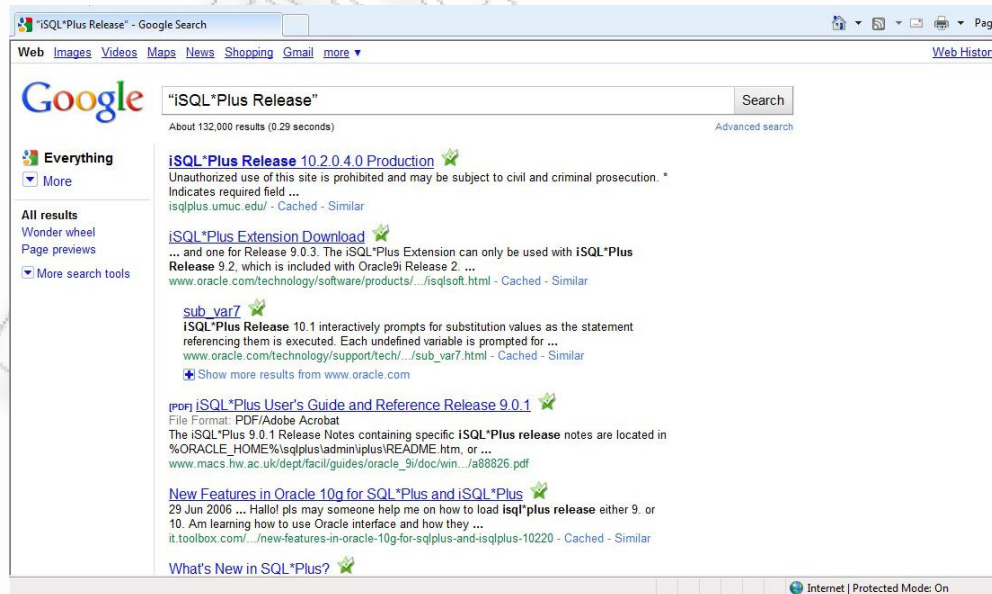 "iSQL*Plus Release" - Google Search
Pag
Web Images Videos Maps News Shopping Gmail more ▼
Web Histor
Google
"iSQL*Plus Release"
Search
About 132,000 results (0.29 seconds)
Advanced search
Everything
More
All results
Wonder wheel
Page previews
More search tools
iSQL*Plus Release 10.2.0.4.0 Production
Unauthorized use of this site is prohibited and may be subject to civil and criminal prosecution. *
Indicates required field ...
isqlplus.umuc.edu/ - Cached - Similar
iSQL*Plus Extension Download
... and one for Release 9.0.3. The iSQL*Plus Extension can only be used with iSQL*Plus
Release 9.2, which is included with Oracle9i Release 2. ...
www.oracle.com/technology/software/products/.../isqlsoft.html - Cached - Similar
sub_var7
iSQL*Plus Release 10.1 interactively prompts for substitution values as the statement
referencing them is executed. Each undefined variable is prompted for ...
www.oracle.com/technology/support/tech/.../sub_var7.html - Cached - Similar
Show more results from www.oracle.com
[PDF] iSQL*Plus User's Guide and Reference Release 9.0.1
File Format: PDF/Adobe Acrobat
The iSQL*Plus 9.0.1 Release Notes containing specific iSQL*Plus release notes are located in
%ORACLE_HOME%\sqlplus\admin\iplus\README.htm, or ...
www.macs.hw.ac.uk/dept/facil/guides/oracle_9i/doc/win.../a88826.pdf
New Features in Oracle 10g for SQL*Plus and iSQL*Plus
29 Jun 2006 ... Hallo! pls may someone help me on how to load isql*plus release either 9. or
10. Am learning how to use Oracle interface and how they ...
it.toolbox.com/.../new-features-in-oracle-10g-for-sqlplus-and-isqlplus-10220 - Cached - Similar
What's New in SQL*Plus?
Internet | Protected Mode: On